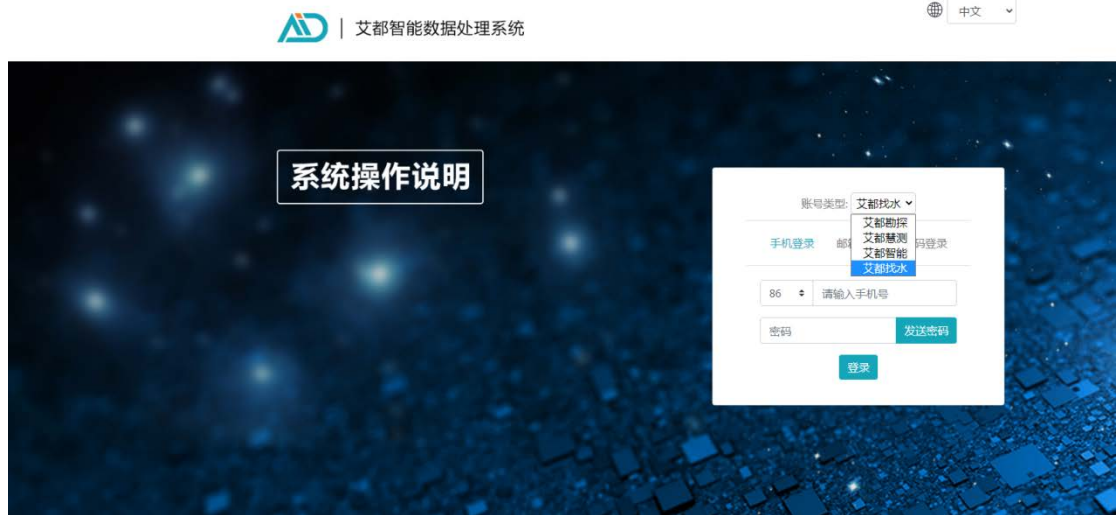 AID | 艾都智能数据处理系统
中文
系统操作说明
账号类型: 艾都找水
艾都勘探
艾都慧测
艾都智能
艾都找水
手机登录 码登录
86 请输入手机号
密码 发送密码
登录